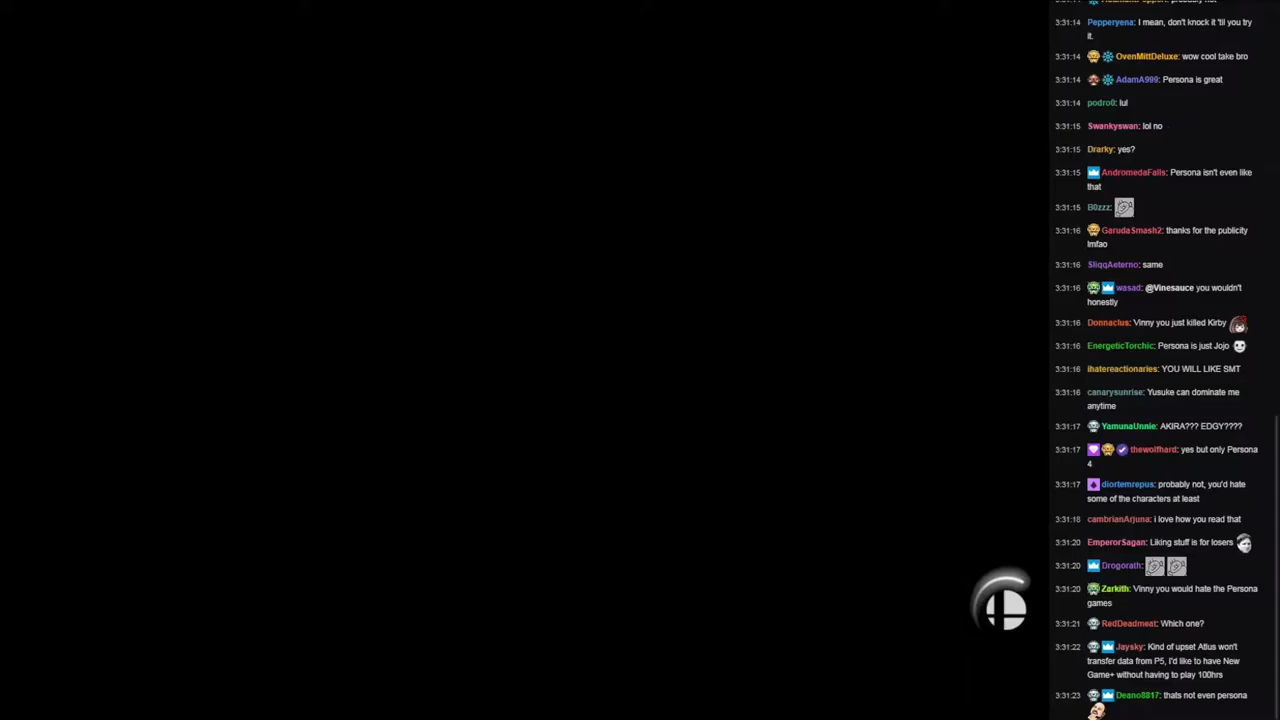 3:31:14 Pepperyena: I mean, don't knock it 'til you try
it.
3:31:14 OvenMittDeluxe: wow cool take bro
3:31:14 AdamA999: Persona is great
3:31:14 podro0: lul
3:31:15 Swankyswan: lol no
3:31:15 Drarky: yes?
3:31:15 AndromedaFalls: Persona isn't even like
that
3:31:15 B0zzz:
3:31:16 GarudaSmash2: thanks for the publicity
lmfao
3:31:16 SliqqAeterno: same
3:31:16 wasad: @Vinesauce you wouldn't
honestly
3:31:16 Donnaclus: Vinny you just killed Kirby
3:31:16 EnergeticTorchic: Persona is just Jojo
3:31:16 ihatereactionaries: YOU WILL LIKE SMT
3:31:16 canarysunrise: Yusuke can dominate me
anytime
3:31:17 YamunaUnnie: AKIRA??? EDGY????
3:31:17 thewolfhard: yes but only Persona
4
3:31:17 diortemrepus: probably not, you'd hate
some of the characters at least
3:31:18 cambrianArjuna: i love how you read that
3:31:20 EmperorSagan: Liking stuff is for losers
3:31:20 Drogorath:
3:31:20 Zarkith: Vinny you would hate the Persona
games
3:31:21 RedDeadmeat: Which one?
3:31:22 Jaysky: Kind of upset Atlus won't
transfer data from P5, I'd like to have New
Game+ without having to play 100hrs
3:31:23 Deano8817: thats not even persona